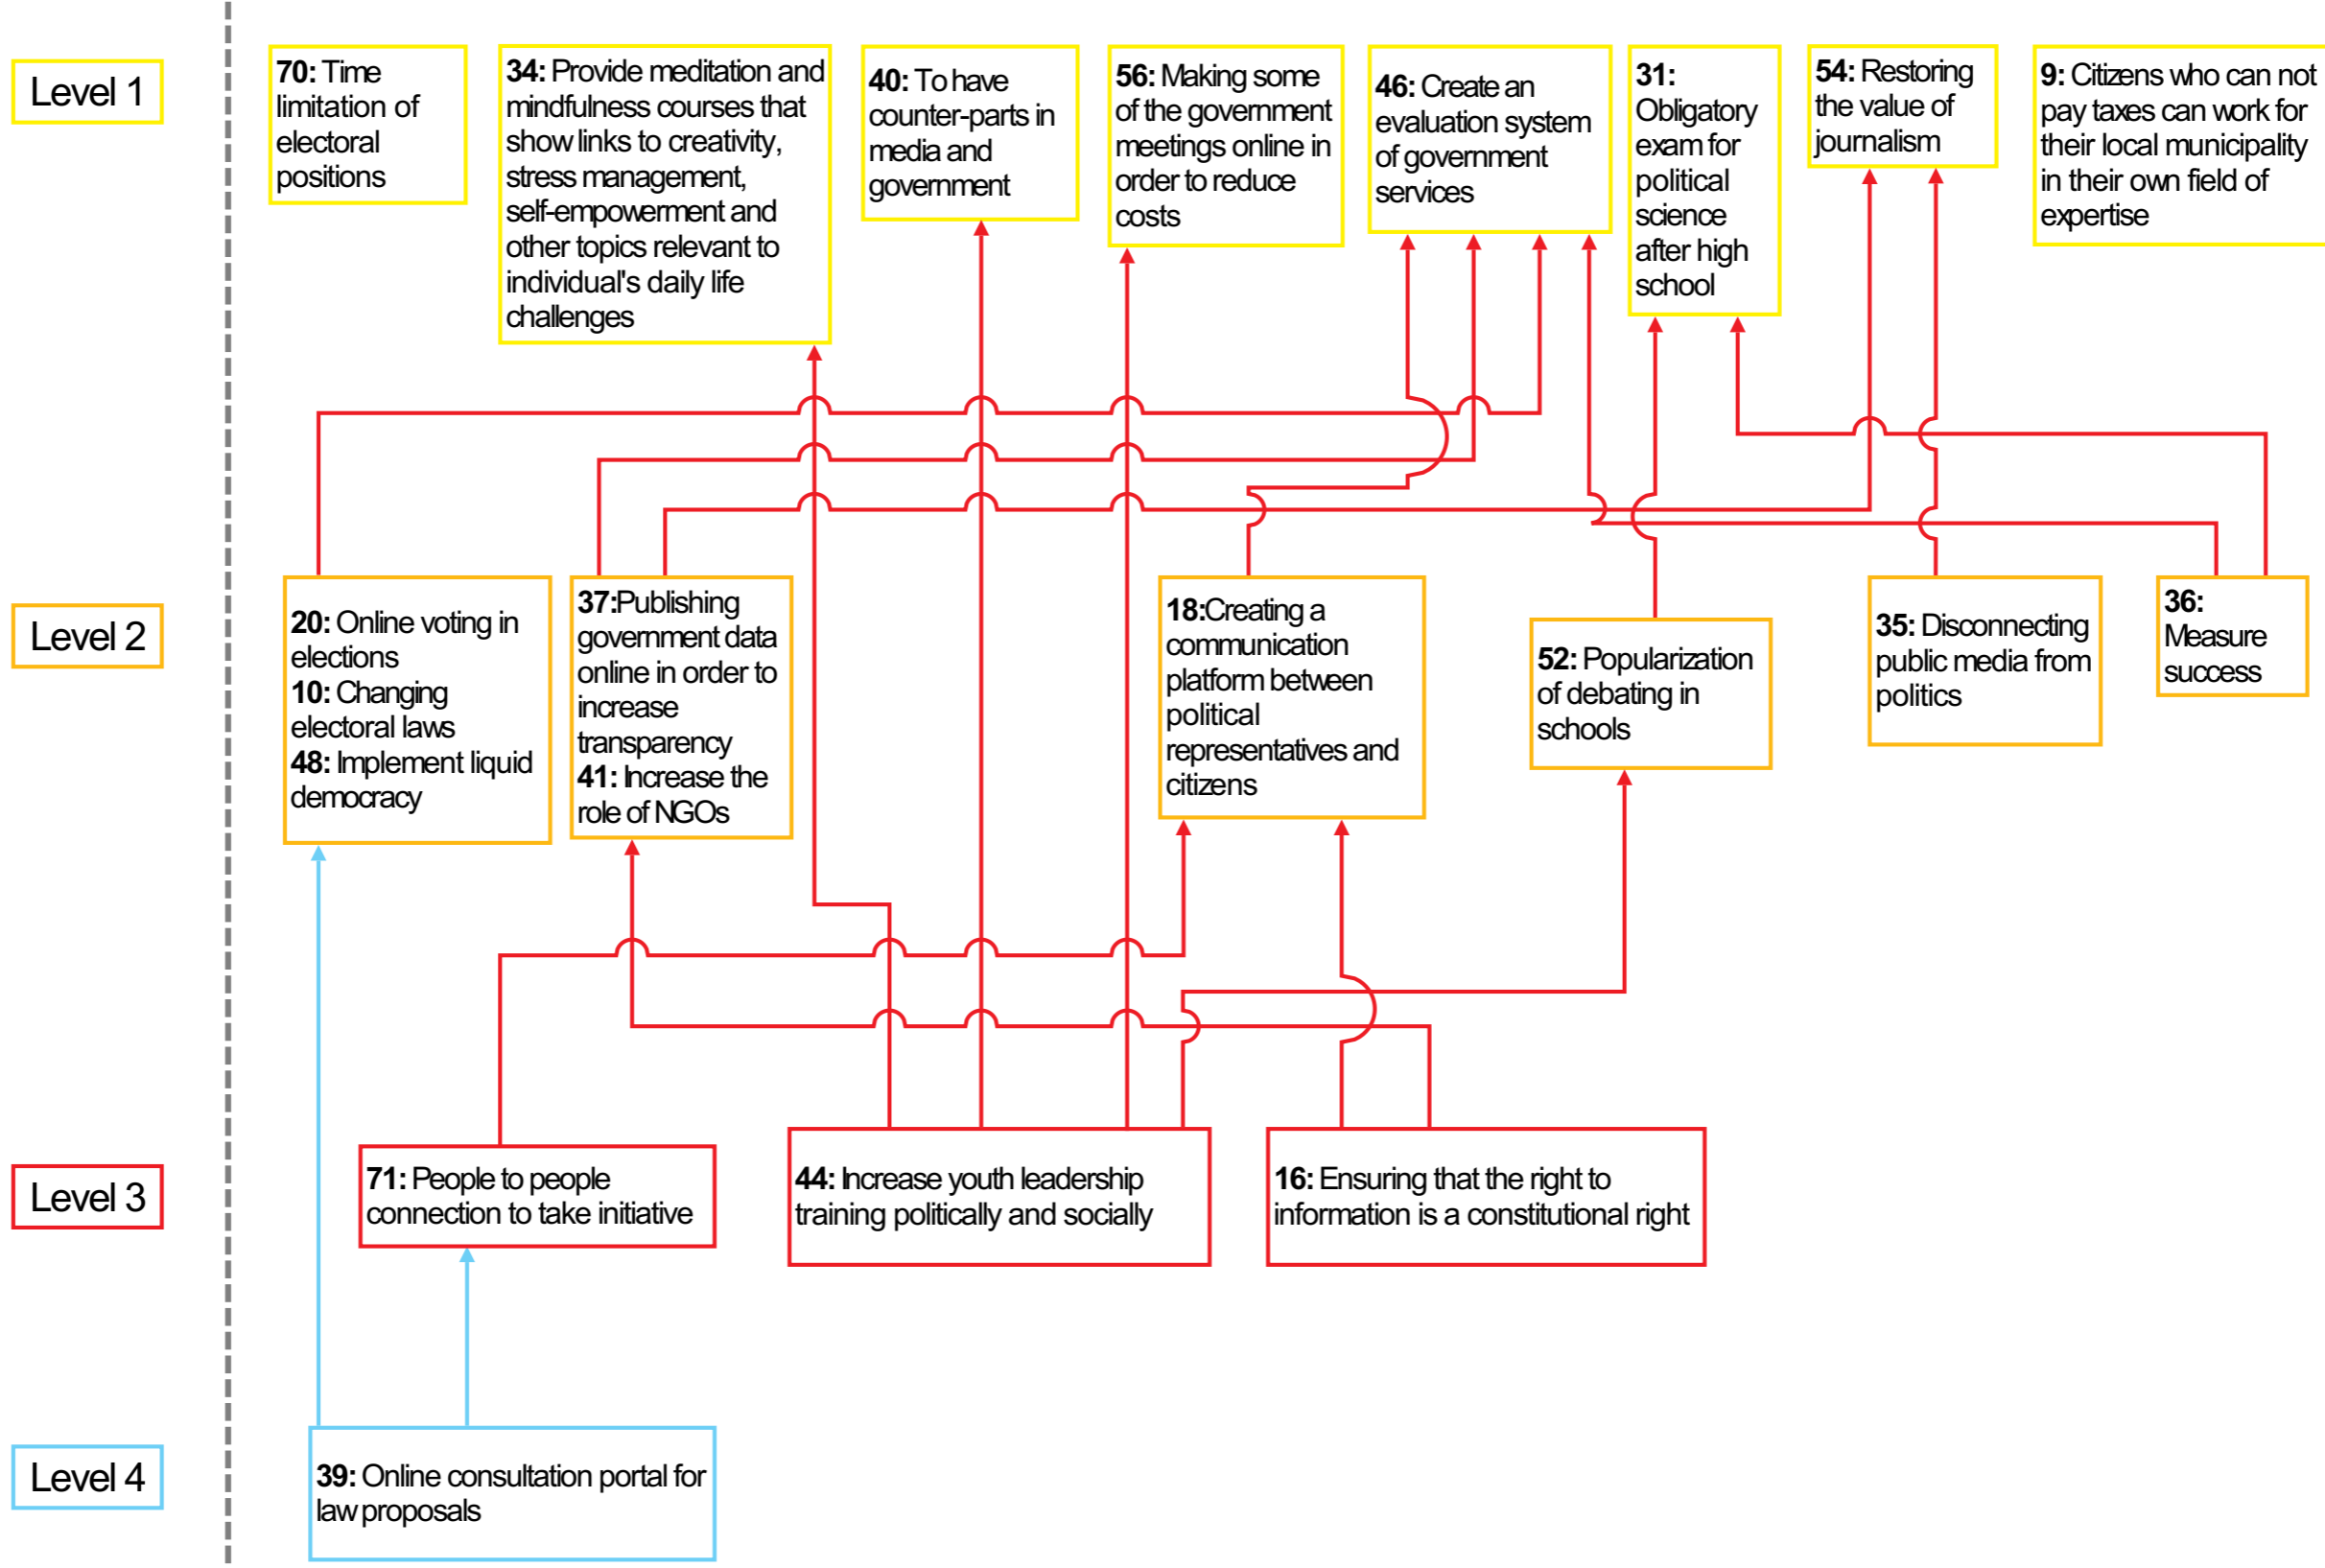 Level 1
70: Time
limitation of
electoral
positions
34: Provide meditation and
mindfulness courses that
show links to creativity,
stress management,
self-empowerment and
other topics relevant to
individual's daily life
challenges
40: To have
counter-parts in
media and
government
56: Making some
of the government
meetings online in
order to reduce
costs
46: Create an
evaluation system
of government
services
31:
Obligatory
exam for
political
science
after high
school
54: Restoring
the value of
journalism
9: Citizens who can not
pay taxes can work for
their local municipality
in their own field of
expertise
Level 2
20: Online voting in
elections
10: Changing
electoral laws
48: Implement liquid
democracy
37:Publishing
government data
online in order to
increase
transparency
41: Increase the
role of NGOs
18:Creating a
communication
platform between
political
representatives and
citizens
52: Popularization
of debating in
schools
35: Disconnecting
public media from
politics
36:
Measure
success
Level 3
71: People to people
connection to take initiative
44: Increase youth leadership
training politically and socially
16: Ensuring that the right to
information is a constitutional right
Level 4
39: Online consultation portal for
law proposals